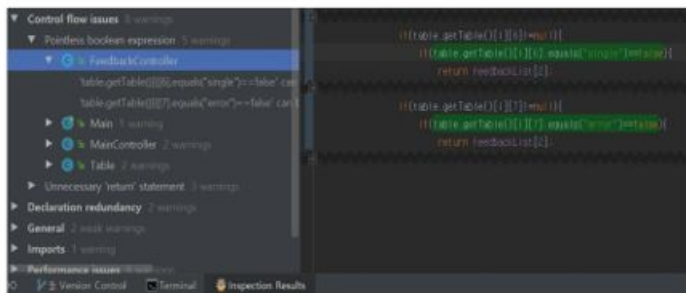 Control flow issues 8 warnings
Pointless boolean expression 5 warnings
FeedbackController
'table.getTable()[i][6].equals("single")==false' can
'table.getTable()[i][7].equals("error")==false' can
Main 1 warning
MainController 2 warnings
Table 2 warnings
Unnecessary 'return' statement 3 warnings
Declaration redundancy 2 warnings
General 2 weak warnings
Imports 1 warning
Performance issues
Version Control
Terminal
Inspection Results
if(table.getTable()[i][6]!=null){
if(table.getTable()[i][6].equals("single")==false){
return feedbackList[2];
if(table.getTable()[i][7]!=null){
if(table.getTable()[i][7].equals("error")==false){
return feedbackList[2];